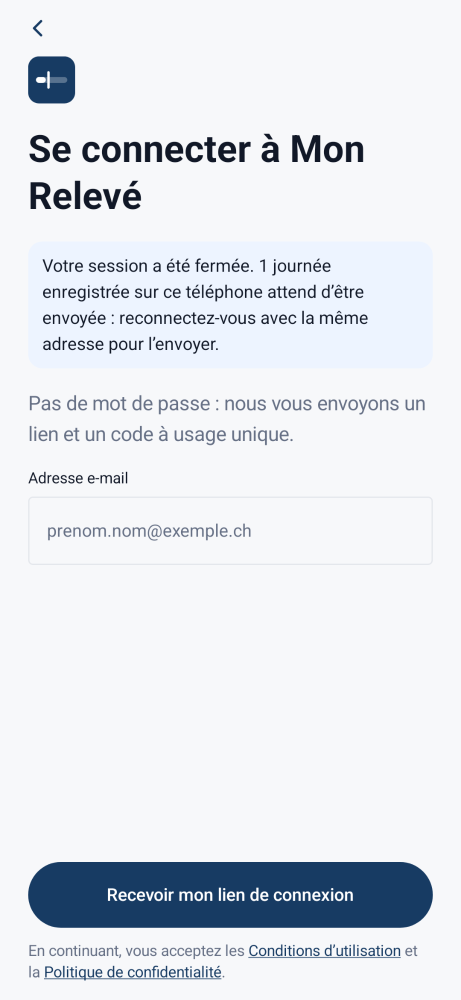 Se connecter à Mon
Relevé
Votre session a été fermée. 1 journée
enregistrée sur ce téléphone attend d’être
envoyée : reconnectez-vous avec la même
adresse pour l’envoyer.
Pas de mot de passe : nous vous envoyons un
lien et un code à usage unique.
Adresse e-mail
prenom.nom@exemple.ch
Recevoir mon lien de connexion
En continuant, vous acceptez les Conditions d’utilisation et
la Politique de confidentialité.